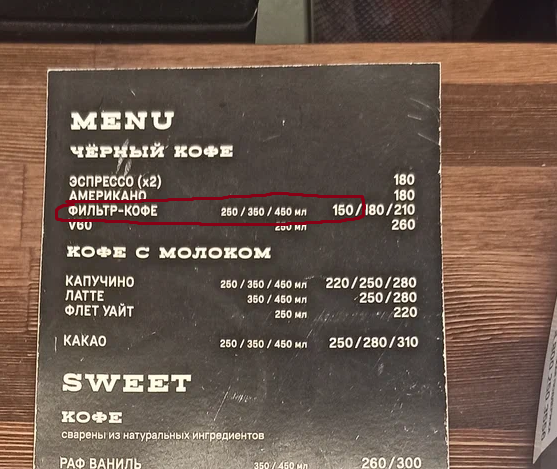 MENU
ЧЁРНЫЙ КОФЕ
ЭСПРЕССО (x2) 180
АМЕРИКАНО 180
ФИЛЬТР-КОФЕ 250 / 350 / 450 мл 150/180/210
V60 250 мл 260
КОФЕ С МОЛОКОМ
КАПУЧИНО 250 / 350 / 450 мл 220/250/280
ЛАТТЕ 350 / 450 мл 250/280
ФЛЕТ УАЙТ 250 мл 220
КАКАО 250 / 350 / 450 мл 250/280/310
SWEET
КОФЕ
сварены из натуральных ингредиентов
РАФ ВАНИЛЬ 350 / 450 мл 260/300